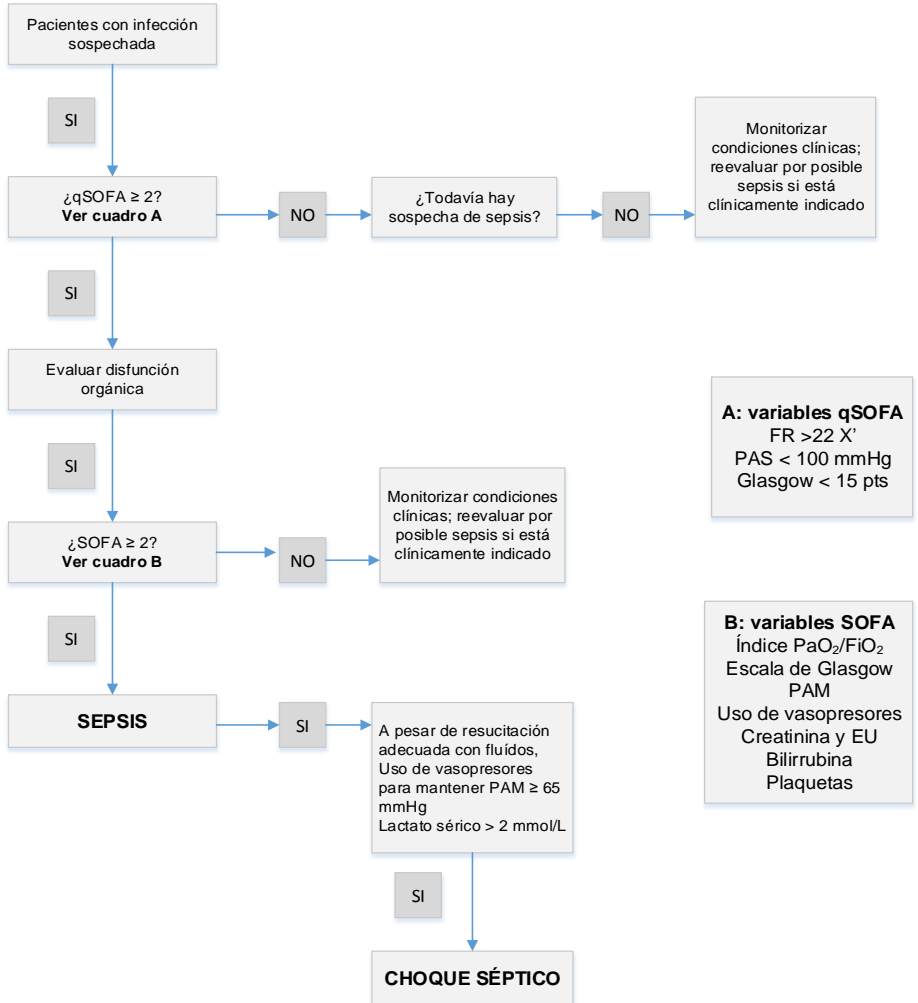 Pacientes con infección
sospechada
SI
¿qSOFA ≥ 2?
Ver cuadro A
NO
¿Todavía hay
sospecha de sepsis?
NO
Monitorizar
condiciones clínicas;
reevaluar por posible
sepsis si está
clínicamente indicado
SI
Evaluar disfunción
orgánica
SI
¿SOFA ≥ 2?
Ver cuadro B
NO
Monitorizar condiciones
clínicas; reevaluar por
posible sepsis si está
clínicamente indicado
SI
SEPSIS
SI
A pesar de resucitación
adecuada con fluídos,
Uso de vasopresores
para mantener PAM ≥ 65
mmHg
Lactato sérico > 2 mmol/L
SI
CHOQUE SÉPTICO
A: variables qSOFA
FR >22 X’
PAS < 100 mmHg
Glasgow < 15 pts
B: variables SOFA
Índice PaO₂/FiO₂
Escala de Glasgow
PAM
Uso de vasopresores
Creatinina y EU
Bilirrubina
Plaquetas